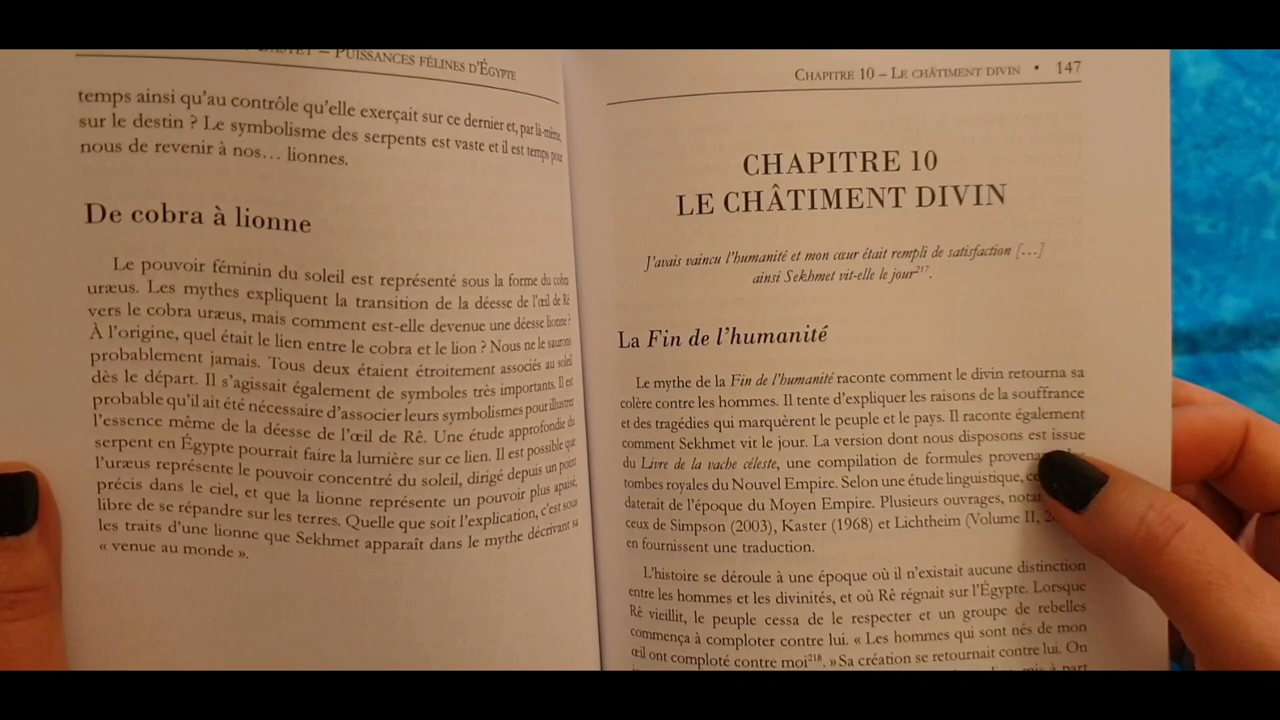 BASTET – PUISSANCES FÉLINES D'ÉGYPTE
temps ainsi qu'au contrôle qu'elle exerçait sur ce dernier et, par là-même,
sur le destin ? Le symbolisme des serpents est vaste et il est temps pour
nous de revenir à nos… lionnes.
De cobra à lionne
Le pouvoir féminin du soleil est représenté sous la forme du cobra
uræus. Les mythes expliquent la transition de la déesse de l'œil de Rê
vers le cobra uræus, mais comment est-elle devenue une déesse lionne ?
À l'origine, quel était le lien entre le cobra et le lion ? Nous ne le saurons
probablement jamais. Tous deux étaient étroitement associés au soleil
dès le départ. Il s'agissait également de symboles très importants. Il est
probable qu'il ait été nécessaire d'associer leurs symbolismes pour illustrer
l'essence même de la déesse de l'œil de Rê. Une étude approfondie du
serpent en Égypte pourrait faire la lumière sur ce lien. Il est possible que
l'uræus représente le pouvoir concentré du soleil, dirigé depuis un point
précis dans le ciel, et que la lionne représente un pouvoir plus apaisé,
libre de se répandre sur les terres. Quelle que soit l'explication, c'est sous
les traits d'une lionne que Sekhmet apparaît dans le mythe décrivant sa
« venue au monde ».
CHAPITRE 10 – LE CHÂTIMENT DIVIN • 147
CHAPITRE 10
LE CHÂTIMENT DIVIN
J'avais vaincu l'humanité et mon cœur était rempli de satisfaction […]
ainsi Sekhmet vit-elle le jour²¹⁷.
La Fin de l'humanité
Le mythe de la Fin de l'humanité raconte comment le divin retourna sa
colère contre les hommes. Il tente d'expliquer les raisons de la souffrance
et des tragédies qui marquèrent le peuple et le pays. Il raconte également
comment Sekhmet vit le jour. La version dont nous disposons est issue
du Livre de la vache céleste, une compilation de formules
tombes royales du Nouvel Empire. Selon une étude linguistique,
daterait de l'époque du Moyen Empire. Plusieurs ouvrages,
ceux de Simpson (2003), Kaster (1968) et Lichtheim (Volume II,
en fournissent une traduction.
L'histoire se déroule à une époque où il n'existait aucune distinction
entre les hommes et les divinités, et où Rê régnait sur l'Égypte. Lorsque
Rê vieillit, le peuple cessa de le respecter et un groupe de rebelles
commença à comploter contre lui. « Les hommes qui sont nés de mon
œil ont comploté contre moi²¹⁸. » Sa création se retournait contre lui. On
mis à part